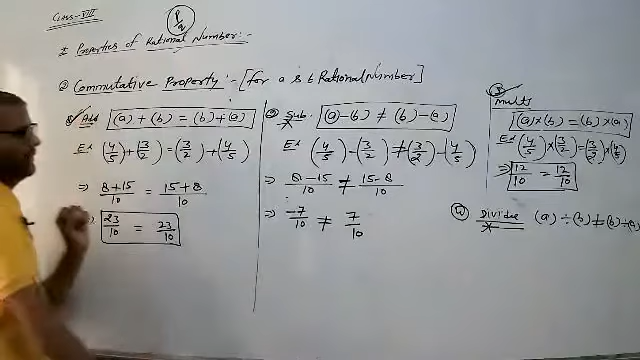 Class-VIII
P/q
# Properties of Rational Number:-
② Commutative Property:- [for a & b Rational Number]
① Add (a) + (b) = (b) + (a)
Ex (4/5) + (3/2) = (3/2) + (4/5)
⇒ 8+15/10 = 15+8/10
23/10 = 23/10
② Sub. (a) - (b) ≠ (b) - (a)
Ex (4/5) - (3/2) ≠ (3/2) - (4/5)
⇒ 8-15/10 ≠ 15-8/10
⇒ -7/10 ≠ 7/10
③
multi
(a) × (b) = (b) × (a)
Ex (4/5) × (3/2) = (3/2) × (4/5)
⇒ 12/10 = 12/10
④ Divide (a) ÷ (b) ≠ (b) ÷ (a)